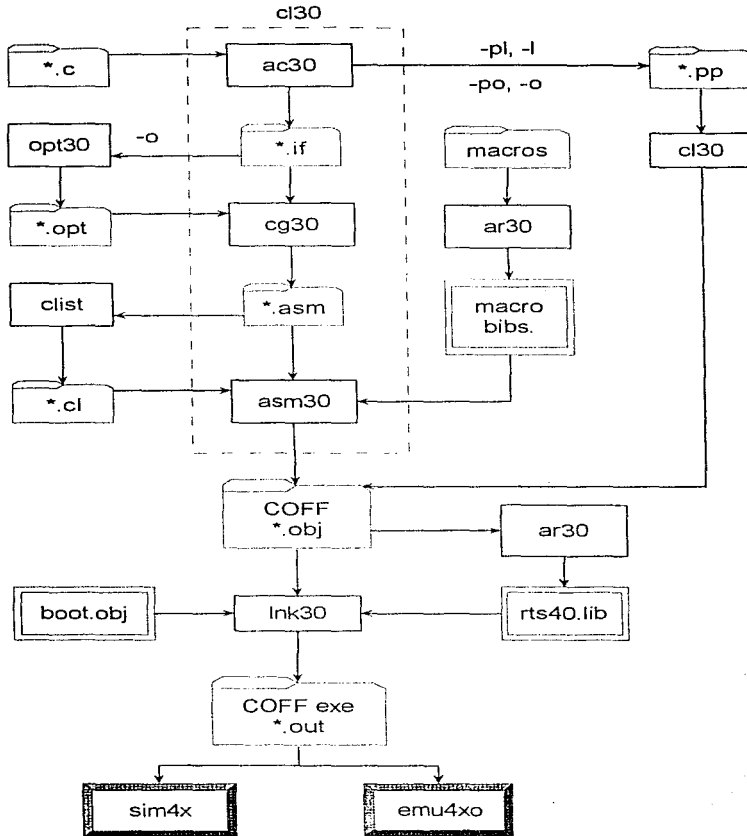 cl30
*.c
ac30
-pl, -l
-po, -o
*.pp
opt30
-o
*.if
macros
cl30
*.opt
cg30
ar30
clist
*.asm
macro
bibs.
*.cl
asm30
COFF
*.obj
ar30
boot.obj
lnk30
rts40.lib
COFF exe
*.out
sim4x
emu4xo